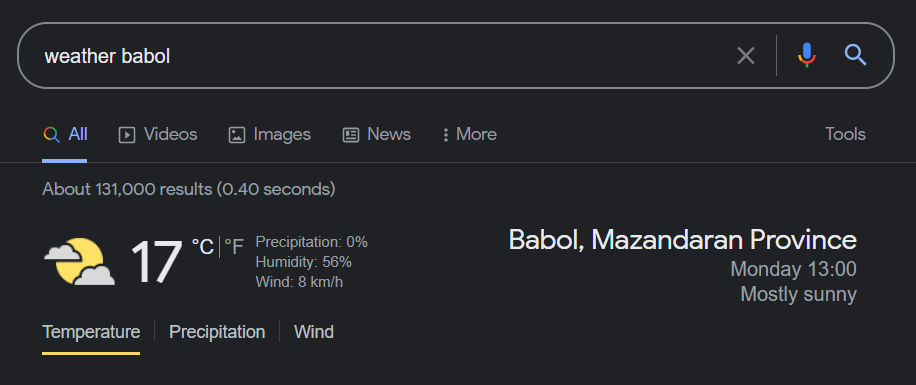 weather babol
All Videos Images News More Tools
About 131,000 results (0.40 seconds)
17 °C|°F
Precipitation: 0%
Humidity: 56%
Wind: 8 km/h
Babol, Mazandaran Province
Monday 13:00
Mostly sunny
Temperature Precipitation Wind